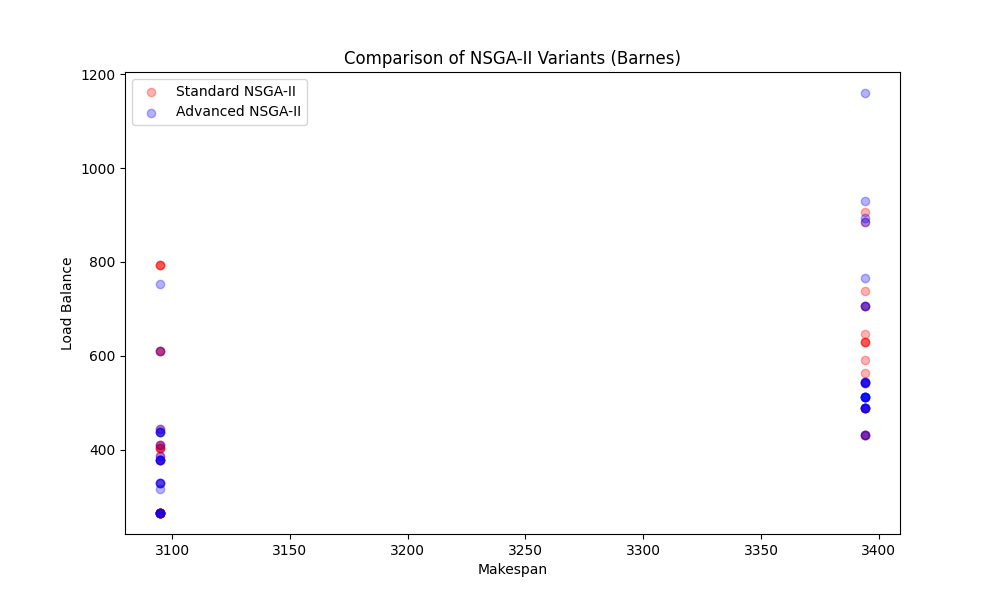 Comparison of NSGA-II Variants (Barnes)
Standard NSGA-II
Advanced NSGA-II
1200
1000
800
600
400
Load Balance
3100 3150 3200 3250 3300 3350 3400
Makespan